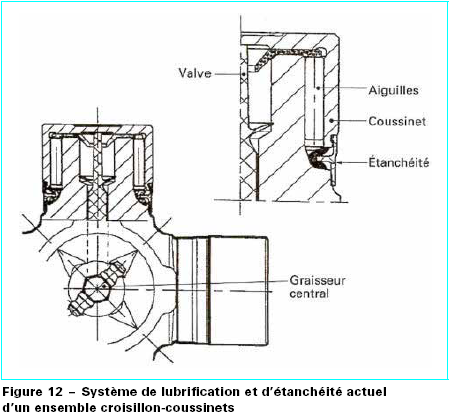 Valve
Aiguilles
Coussinet
Étanchéité
Graisseur
central
Figure 12 – Système de lubrification et d'étanchéité actuel
d'un ensemble croisillon-coussinets